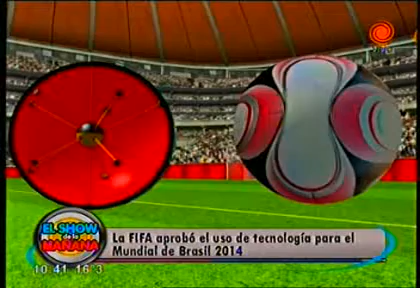 EL SHOW
de la
MAÑANA
La FIFA aprobó el uso de tecnología para el
Mundial de Brasil 2014
10:41 16°3